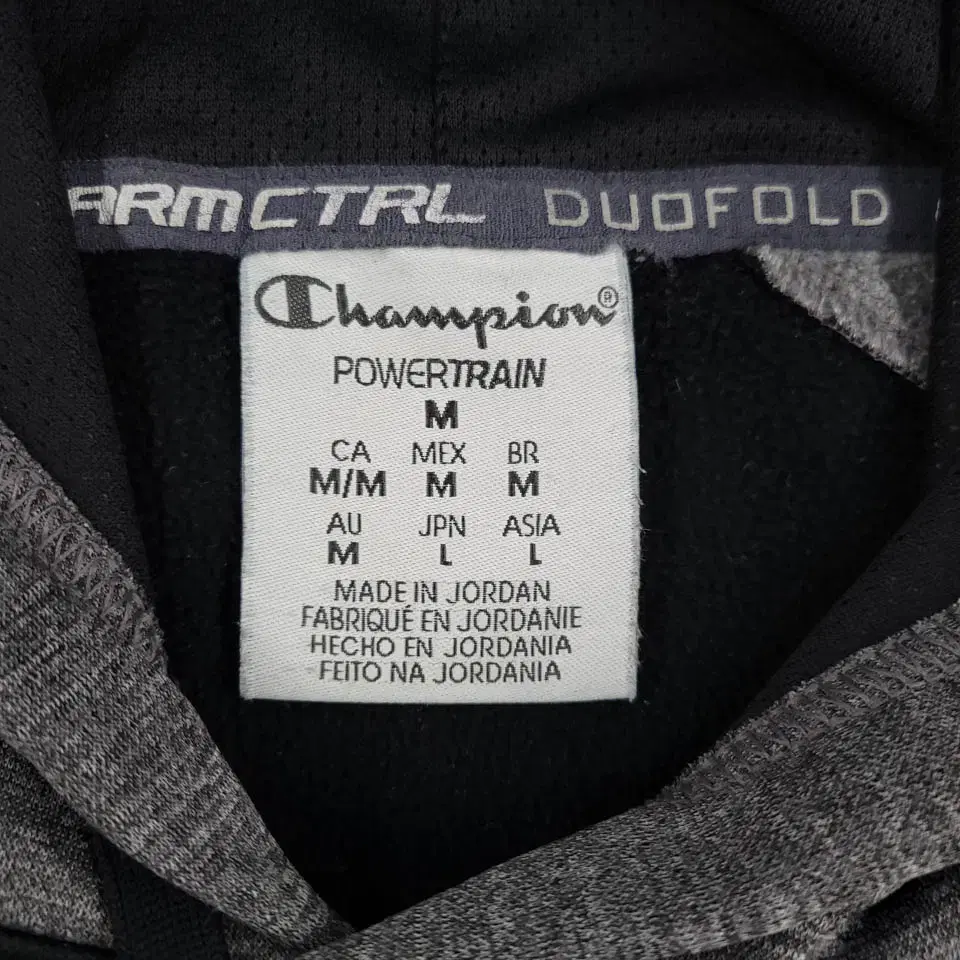 ARMCTRL DUOFOLD
Champion®
POWERTRAIN
M
CA MEX BR
M/M M M
AU JPN ASIA
M L L
MADE IN JORDAN
FABRIQUÉ EN JORDANIE
HECHO EN JORDANIA
FEITO NA JORDANIA